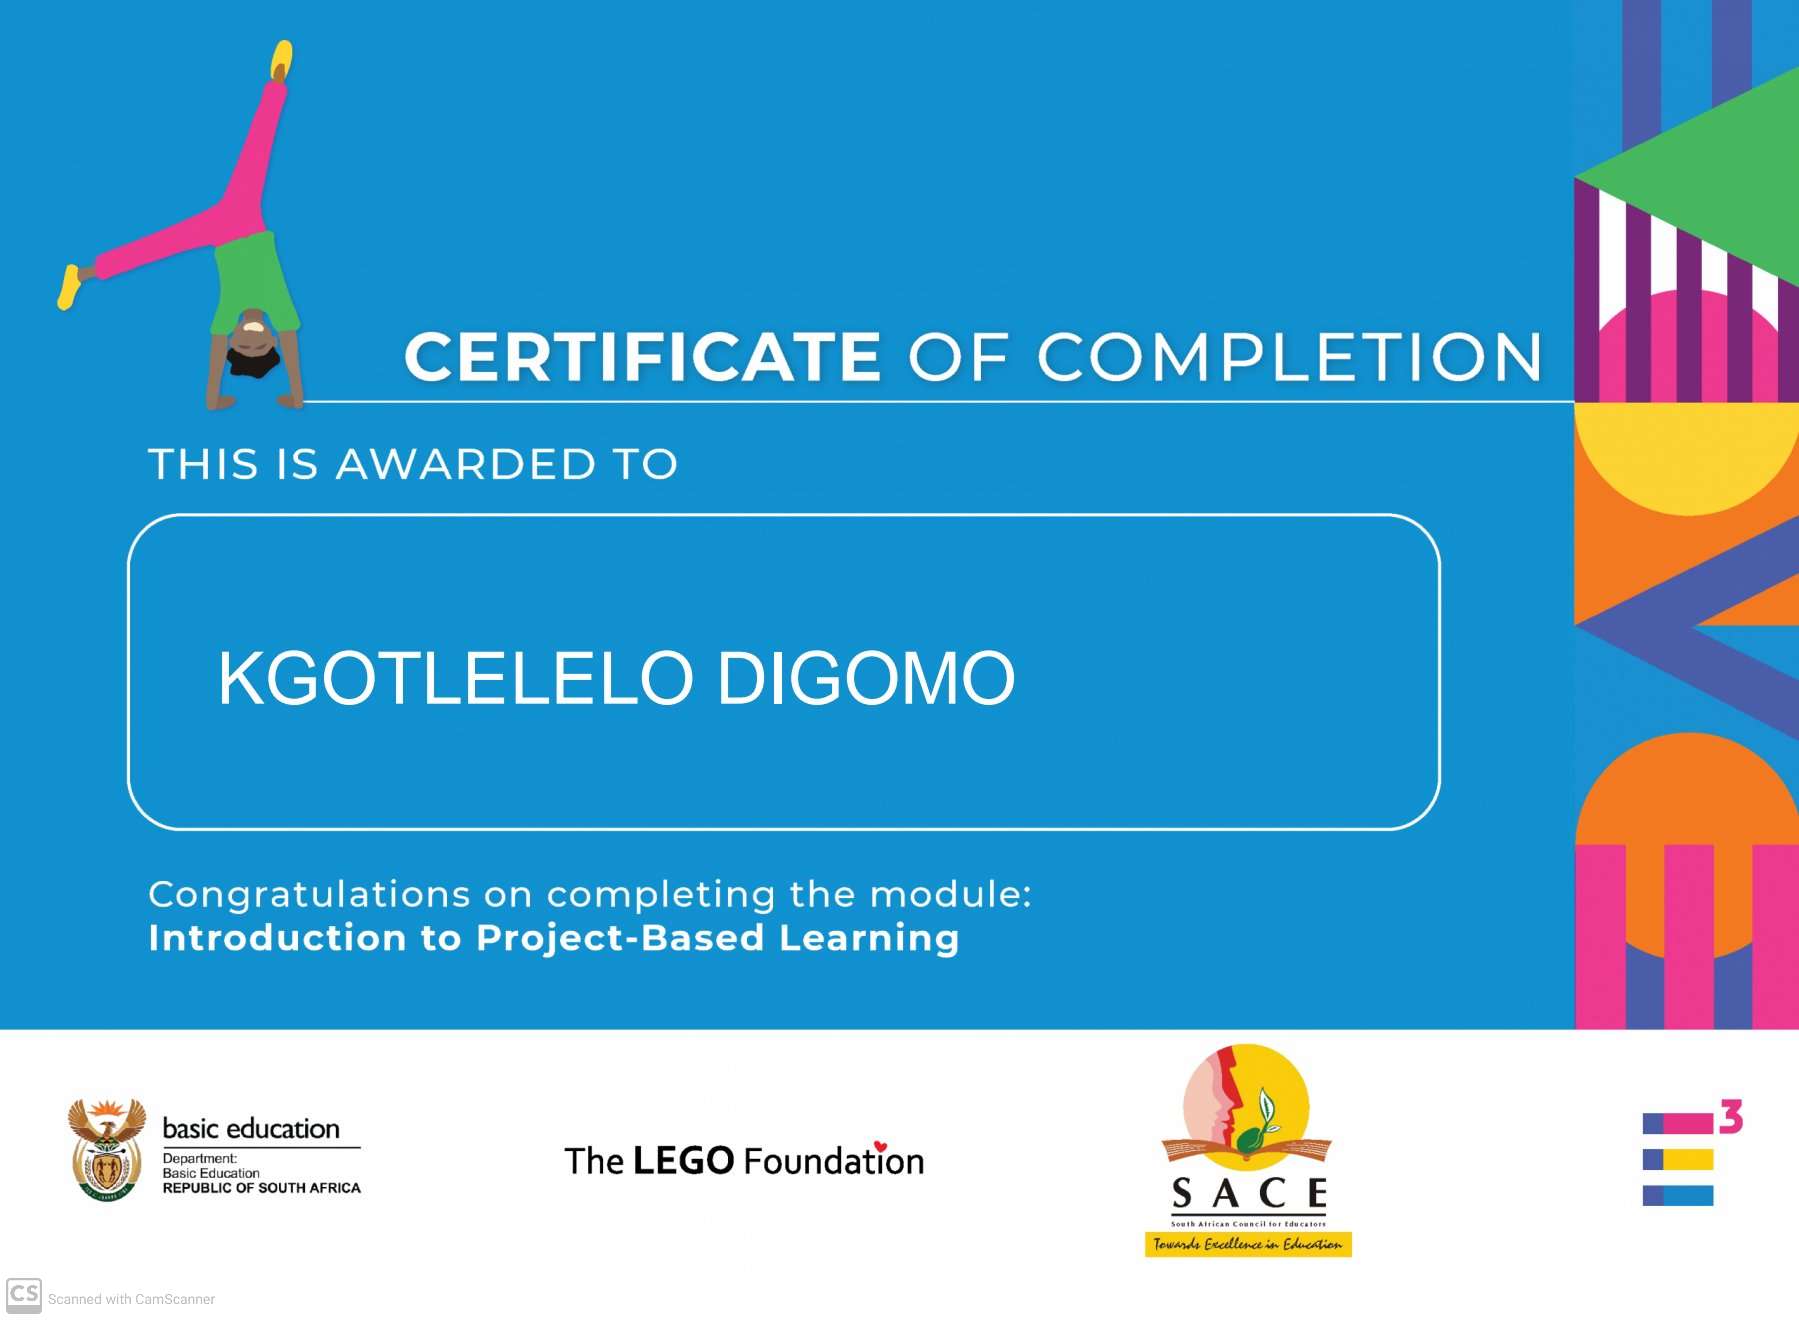 CERTIFICATE OF COMPLETION
THIS IS AWARDED TO
KGOTLELELO DIGOMO
Congratulations on completing the module:
Introduction to Project-Based Learning
basic education
Department:
Basic Education
REPUBLIC OF SOUTH AFRICA
The LEGO Foundation
SACE
South African Council for Educators
Towards Excellence in Education
3
CS Scanned with CamScanner